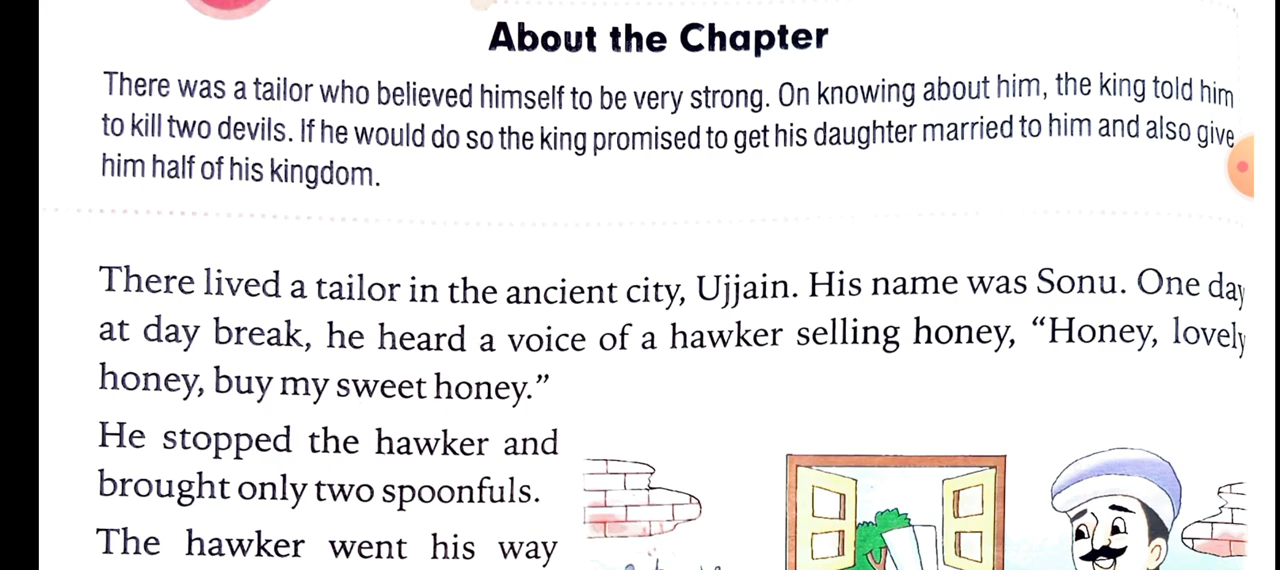 About the Chapter
There was a tailor who believed himself to be very strong. On knowing about him, the king told him
to kill two devils. If he would do so the king promised to get his daughter married to him and also give
him half of his kingdom.
There lived a tailor in the ancient city, Ujjain. His name was Sonu. One day
at day break, he heard a voice of a hawker selling honey, “Honey, lovely
honey, buy my sweet honey.”
He stopped the hawker and
brought only two spoonfuls.
The hawker went his way